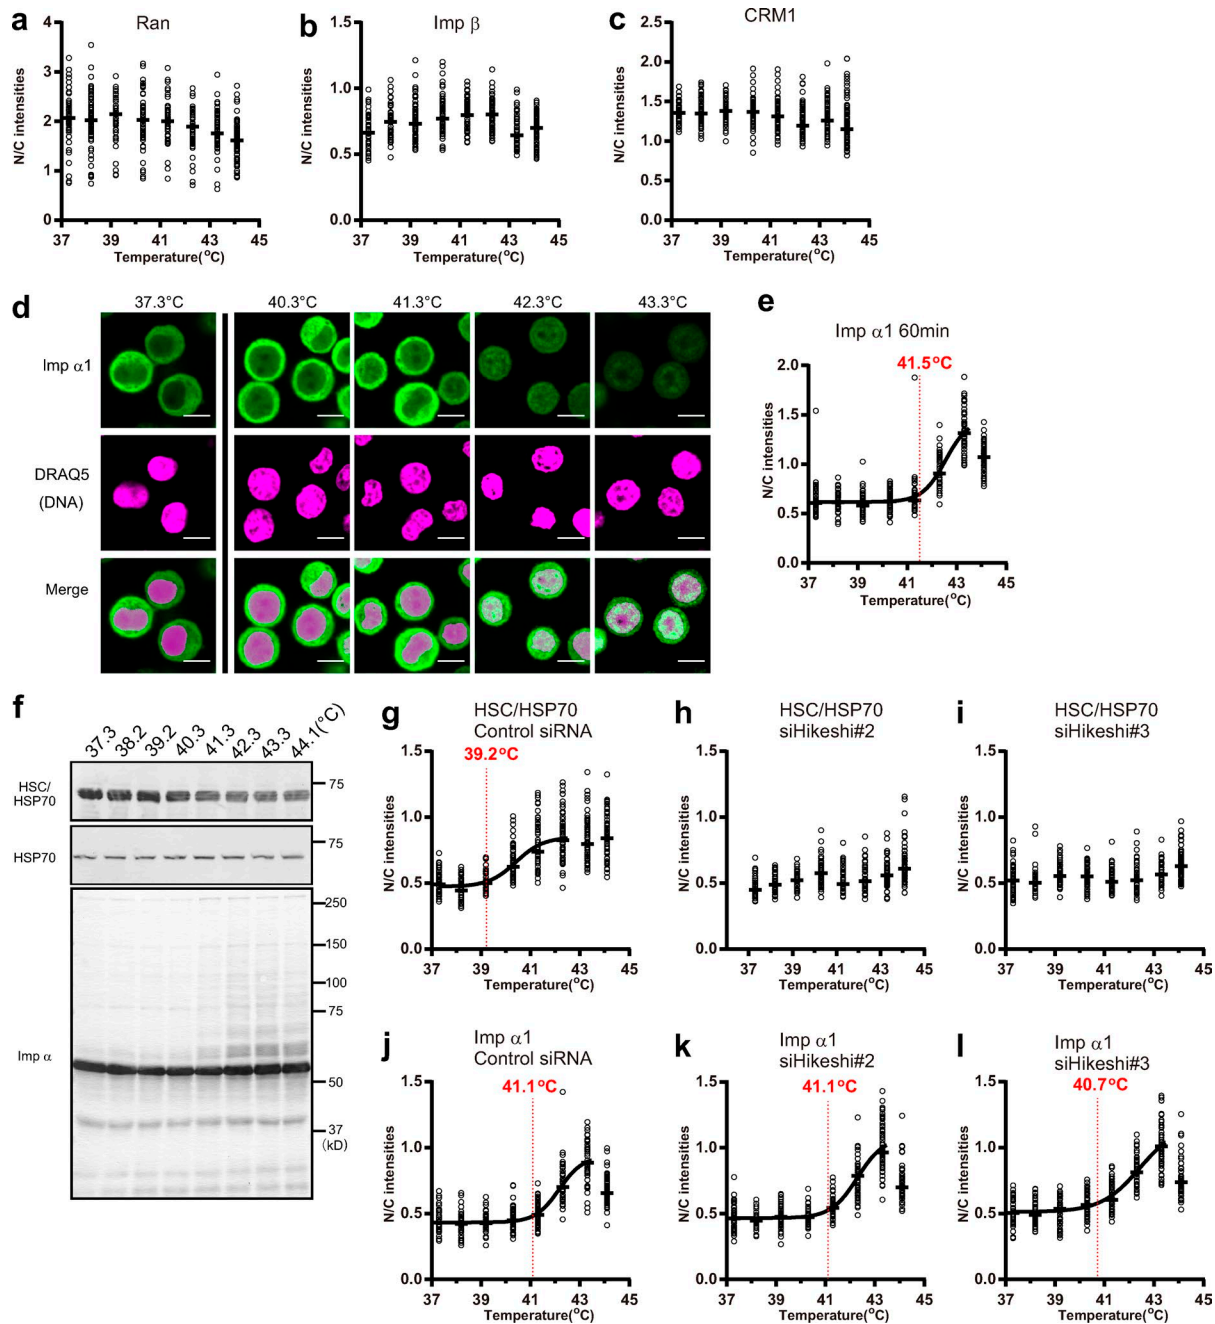 a
Ran
N/C intensities
4
3
2
1
0
37 39 41 43 45
Temperature(°C)
b
Imp β
N/C intensities
1.5
1.0
0.5
0.0
37 39 41 43 45
Temperature(°C)
c
CRM1
N/C intensities
2.5
2.0
1.5
1.0
0.5
0.0
37 39 41 43 45
Temperature(°C)
d
37.3°C 40.3°C 41.3°C 42.3°C 43.3°C
Imp α1
DRAQ5
(DNA)
Merge
e
Imp α1 60min
41.5°C
N/C intensities
2.0
1.5
1.0
0.5
0.0
37 39 41 43 45
Temperature(°C)
f
37.3 38.2 39.2 40.3 41.3 42.3 43.3 44.1(°C)
HSC/
HSP70
75
HSP70
75
Imp α
250
150
100
75
50
37
(kD)
g
HSC/HSP70
Control siRNA
39.2°C
N/C intensities
1.5
1.0
0.5
0.0
37 39 41 43 45
Temperature(°C)
h
HSC/HSP70
siHikeshi#2
N/C intensities
1.5
1.0
0.5
0.0
37 39 41 43 45
Temperature(°C)
i
HSC/HSP70
siHikeshi#3
N/C intensities
1.5
1.0
0.5
0.0
37 39 41 43 45
Temperature(°C)
j
Imp α1
Control siRNA
41.1°C
N/C intensities
1.5
1.0
0.5
0.0
37 39 41 43 45
Temperature(°C)
k
Imp α1
siHikeshi#2
41.1°C
N/C intensities
1.5
1.0
0.5
0.0
37 39 41 43 45
Temperature(°C)
l
Imp α1
siHikeshi#3
40.7°C
N/C intensities
1.5
1.0
0.5
0.0
37 39 41 43 45
Temperature(°C)